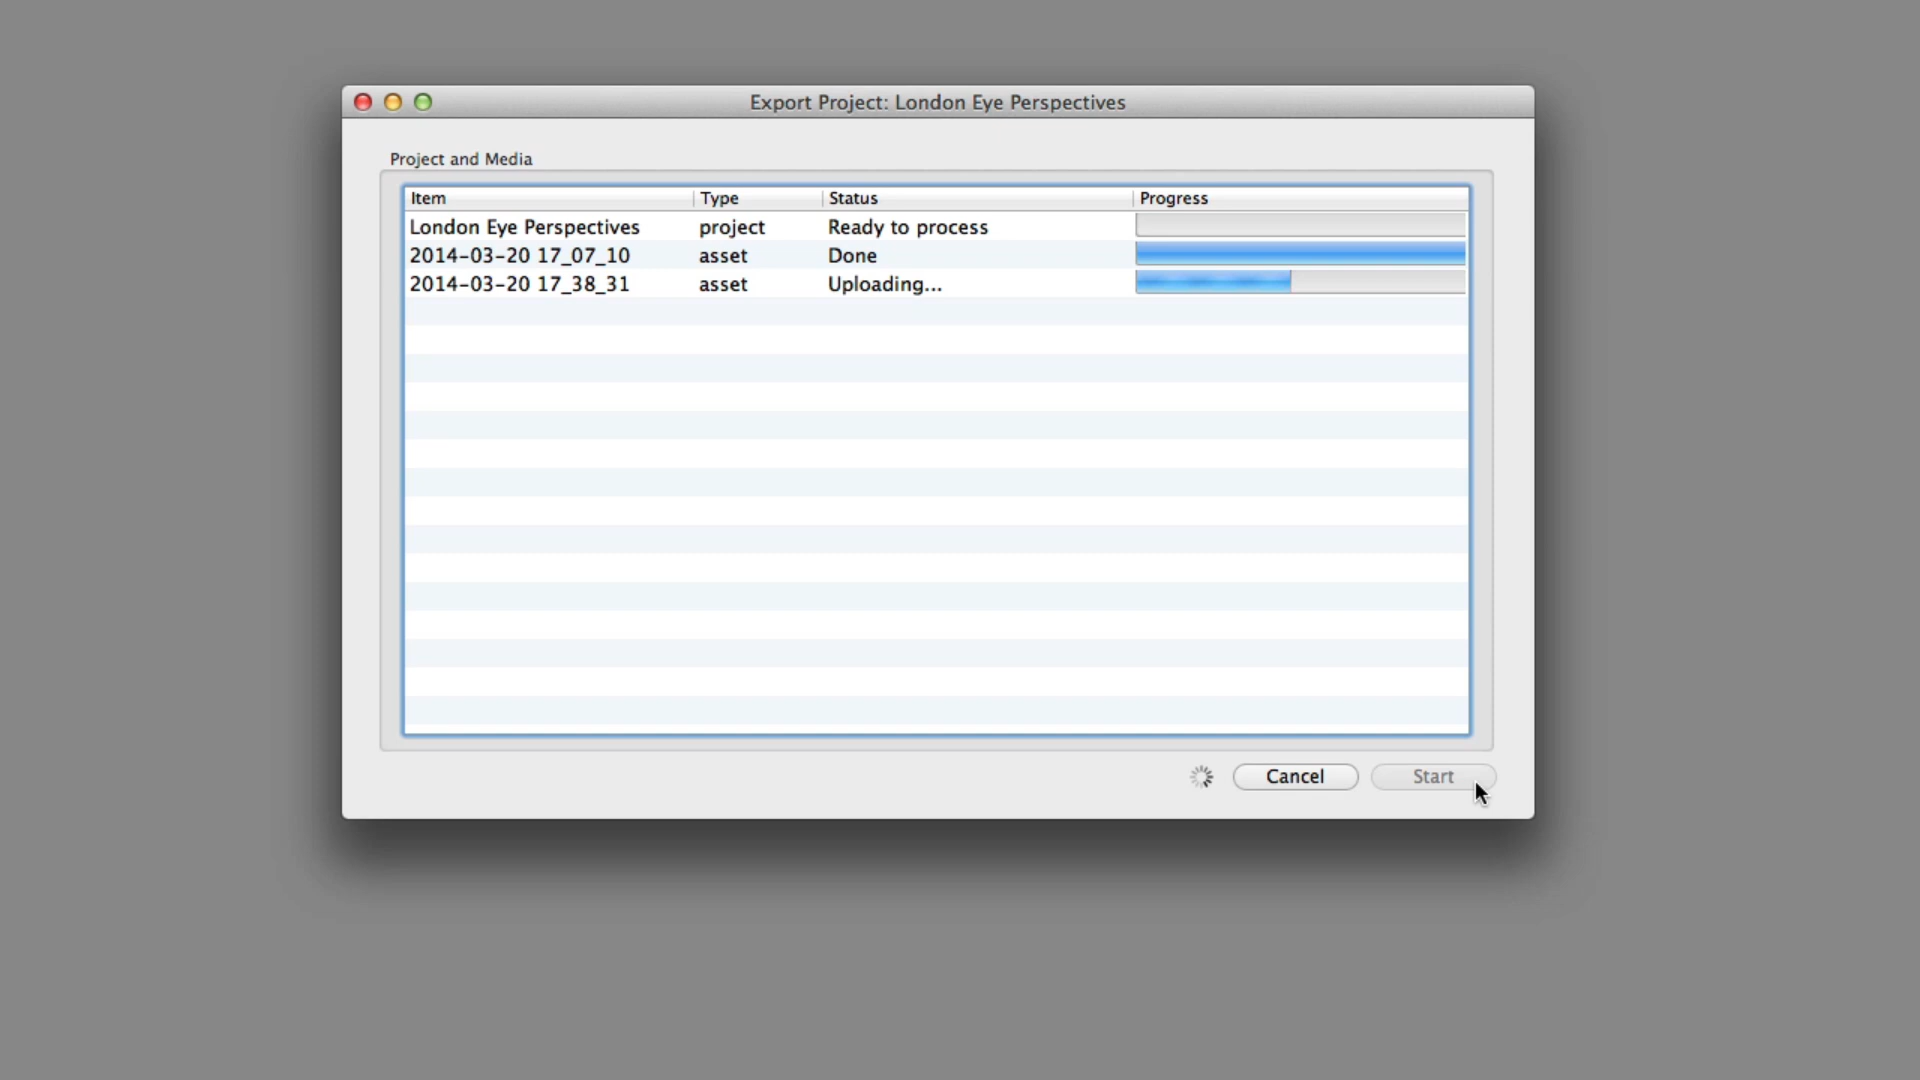 Export Project: London Eye Perspectives
Project and Media
Item Type Status Progress
London Eye Perspectives project Ready to process
2014-03-20 17_07_10 asset Done
2014-03-20 17_38_31 asset Uploading...
Cancel Start